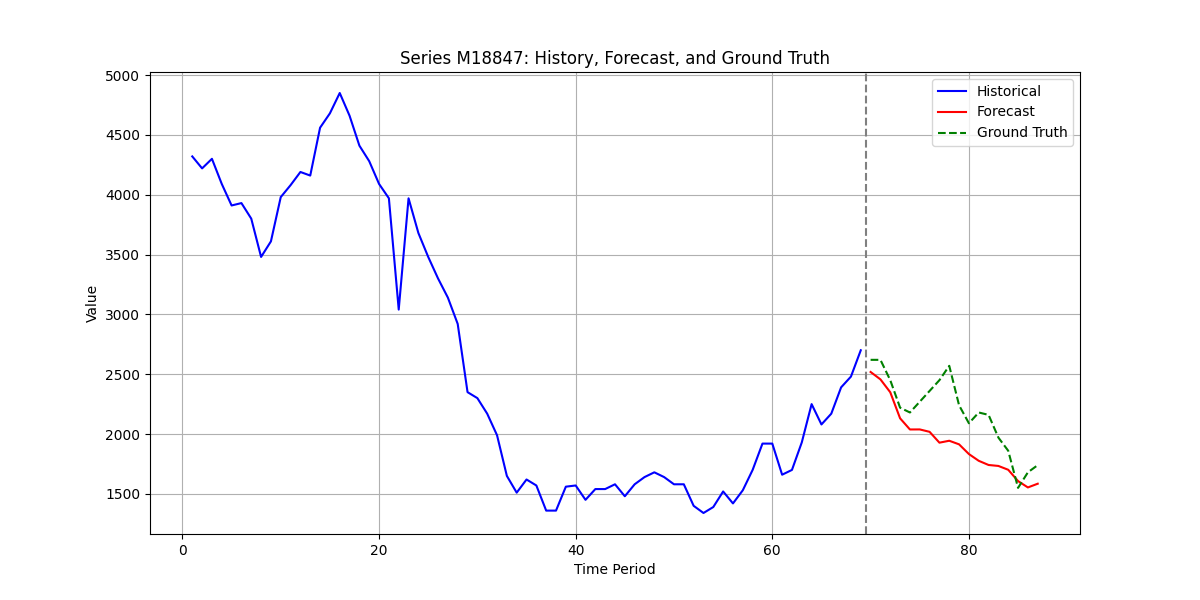 Series M18847: History, Forecast, and Ground Truth
5000
4500
4000
3500
3000
2500
2000
1500
Value
0
20
40
60
80
Time Period
Historical
Forecast
Ground Truth